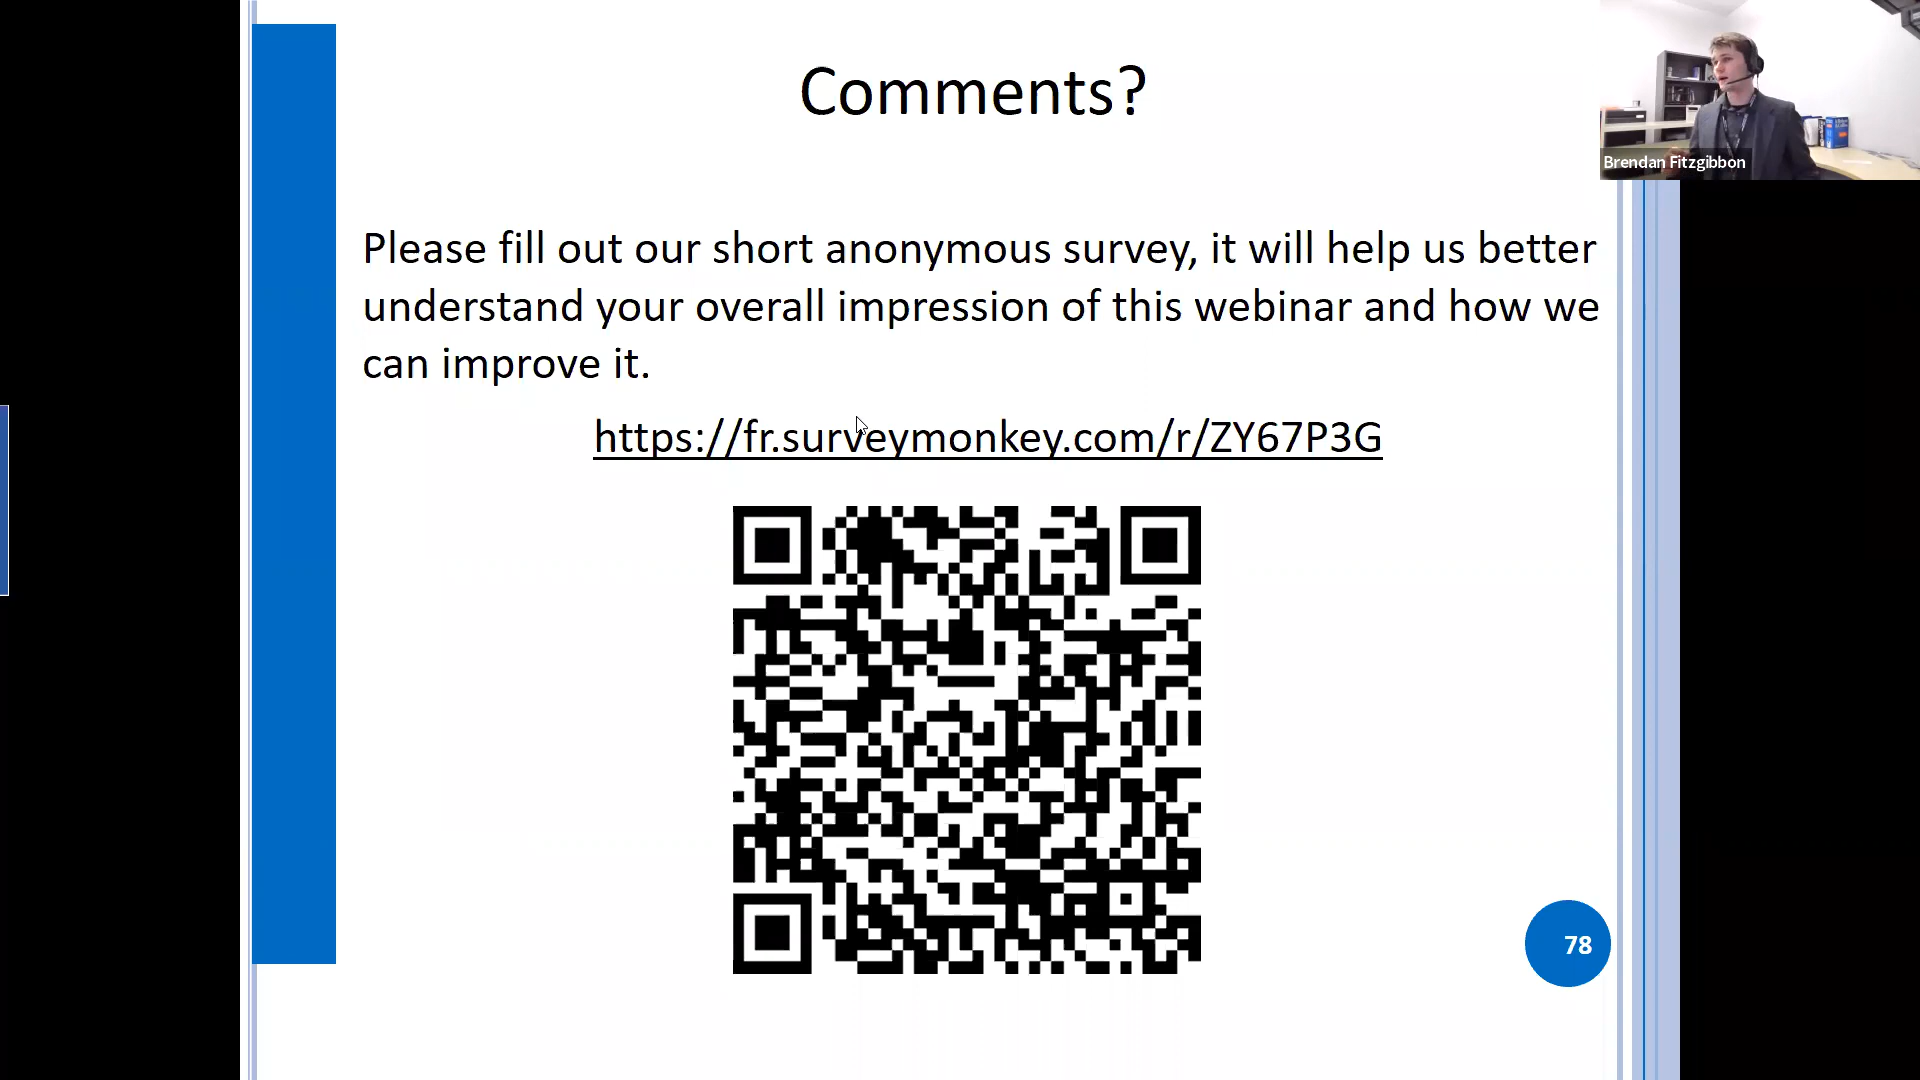 Comments?
Brendan Fitzgibbon
Please fill out our short anonymous survey, it will help us better
understand your overall impression of this webinar and how we
can improve it.
https://fr.surveymonkey.com/r/ZY67P3G
78